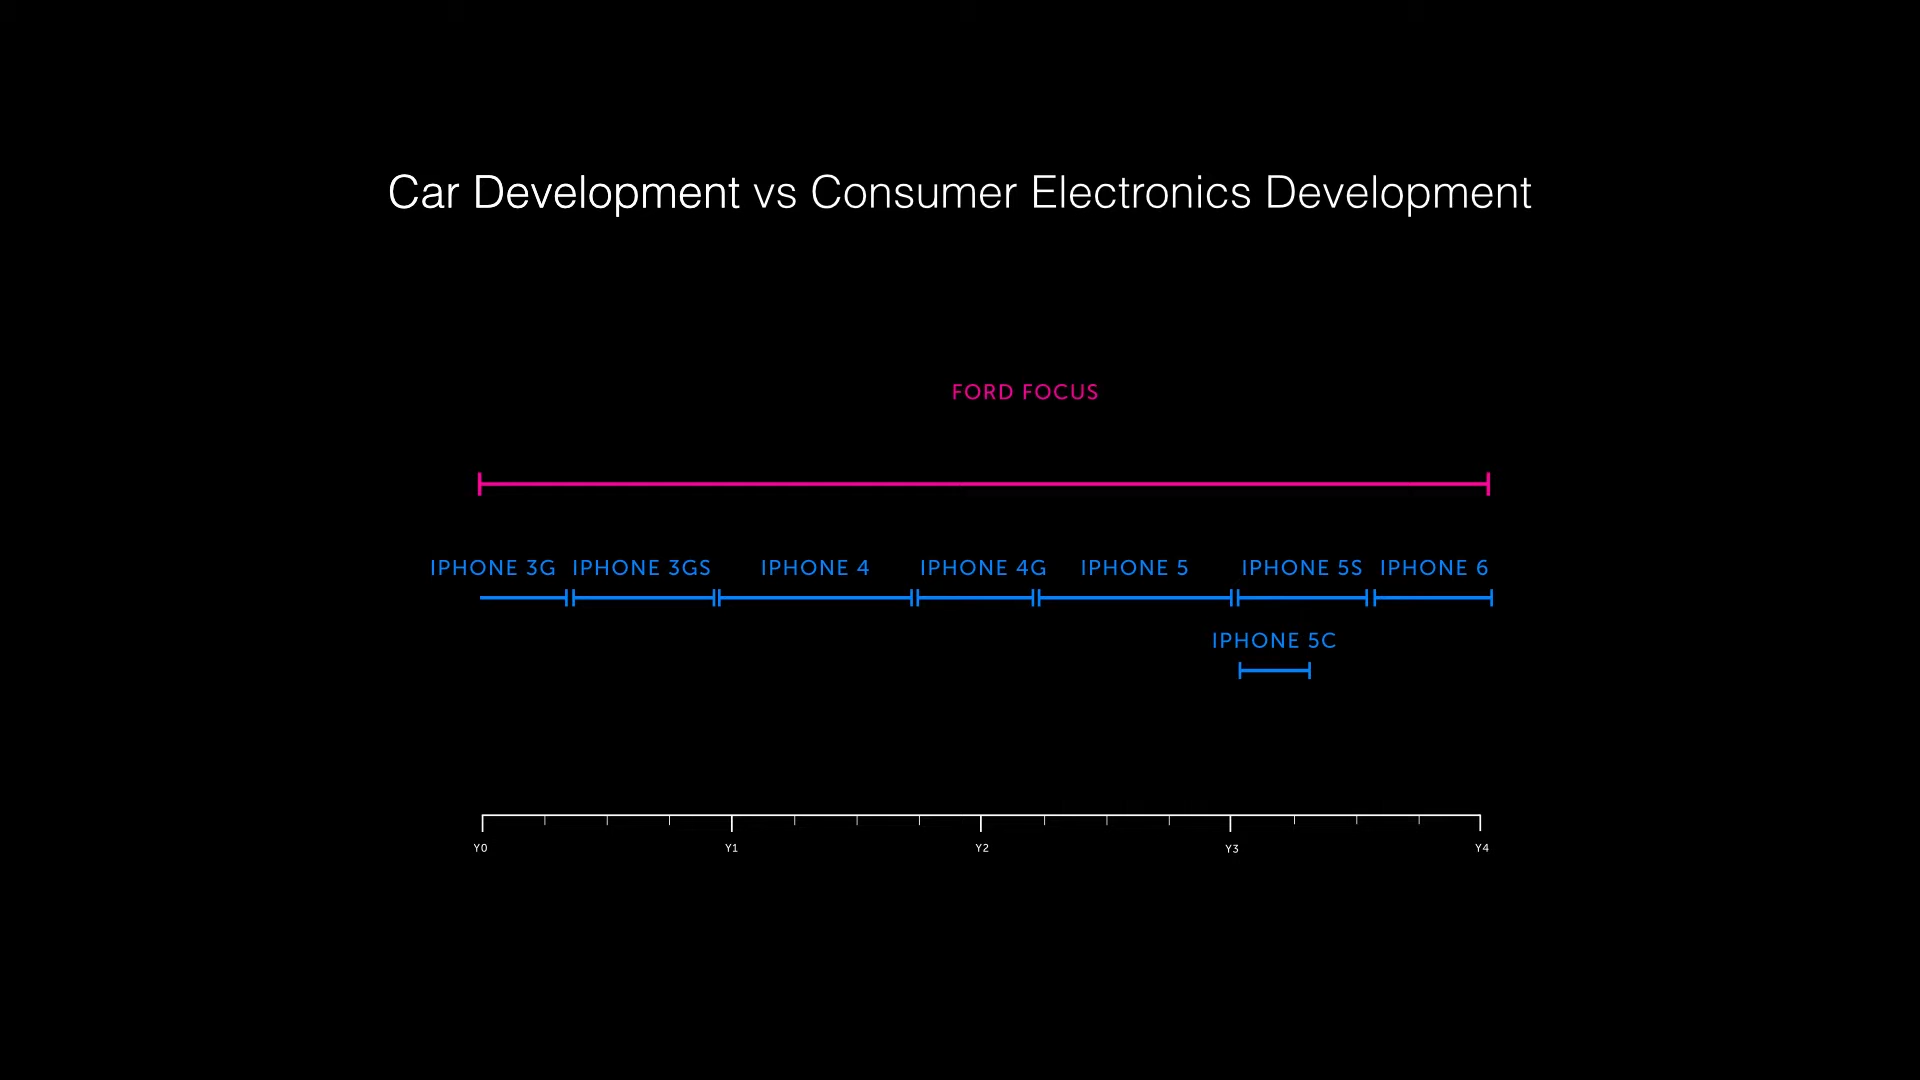 Car Development vs Consumer Electronics Development
FORD FOCUS
IPHONE 3G IPHONE 3GS IPHONE 4 IPHONE 4G IPHONE 5 IPHONE 5S IPHONE 6
IPHONE 5C
Y0 Y1 Y2 Y3 Y4